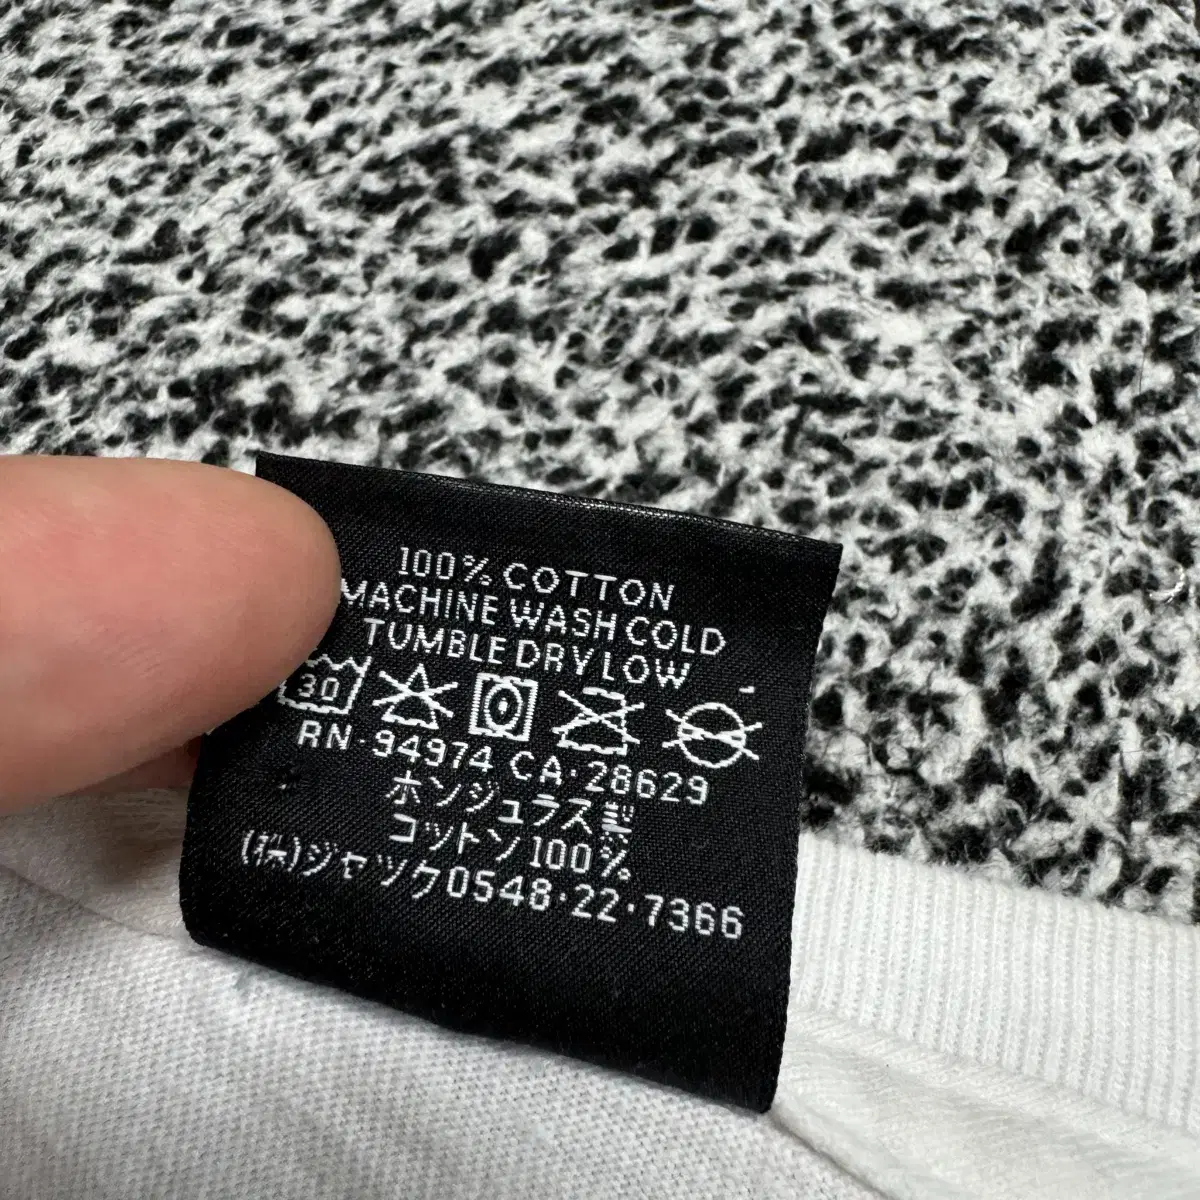 100% COTTON
MACHINE WASH COLD
TUMBLE DRY LOW
30
RN·94974 CA·28629
ホンジュラス製
コットン100%
(株)ジャック0548·22·7366